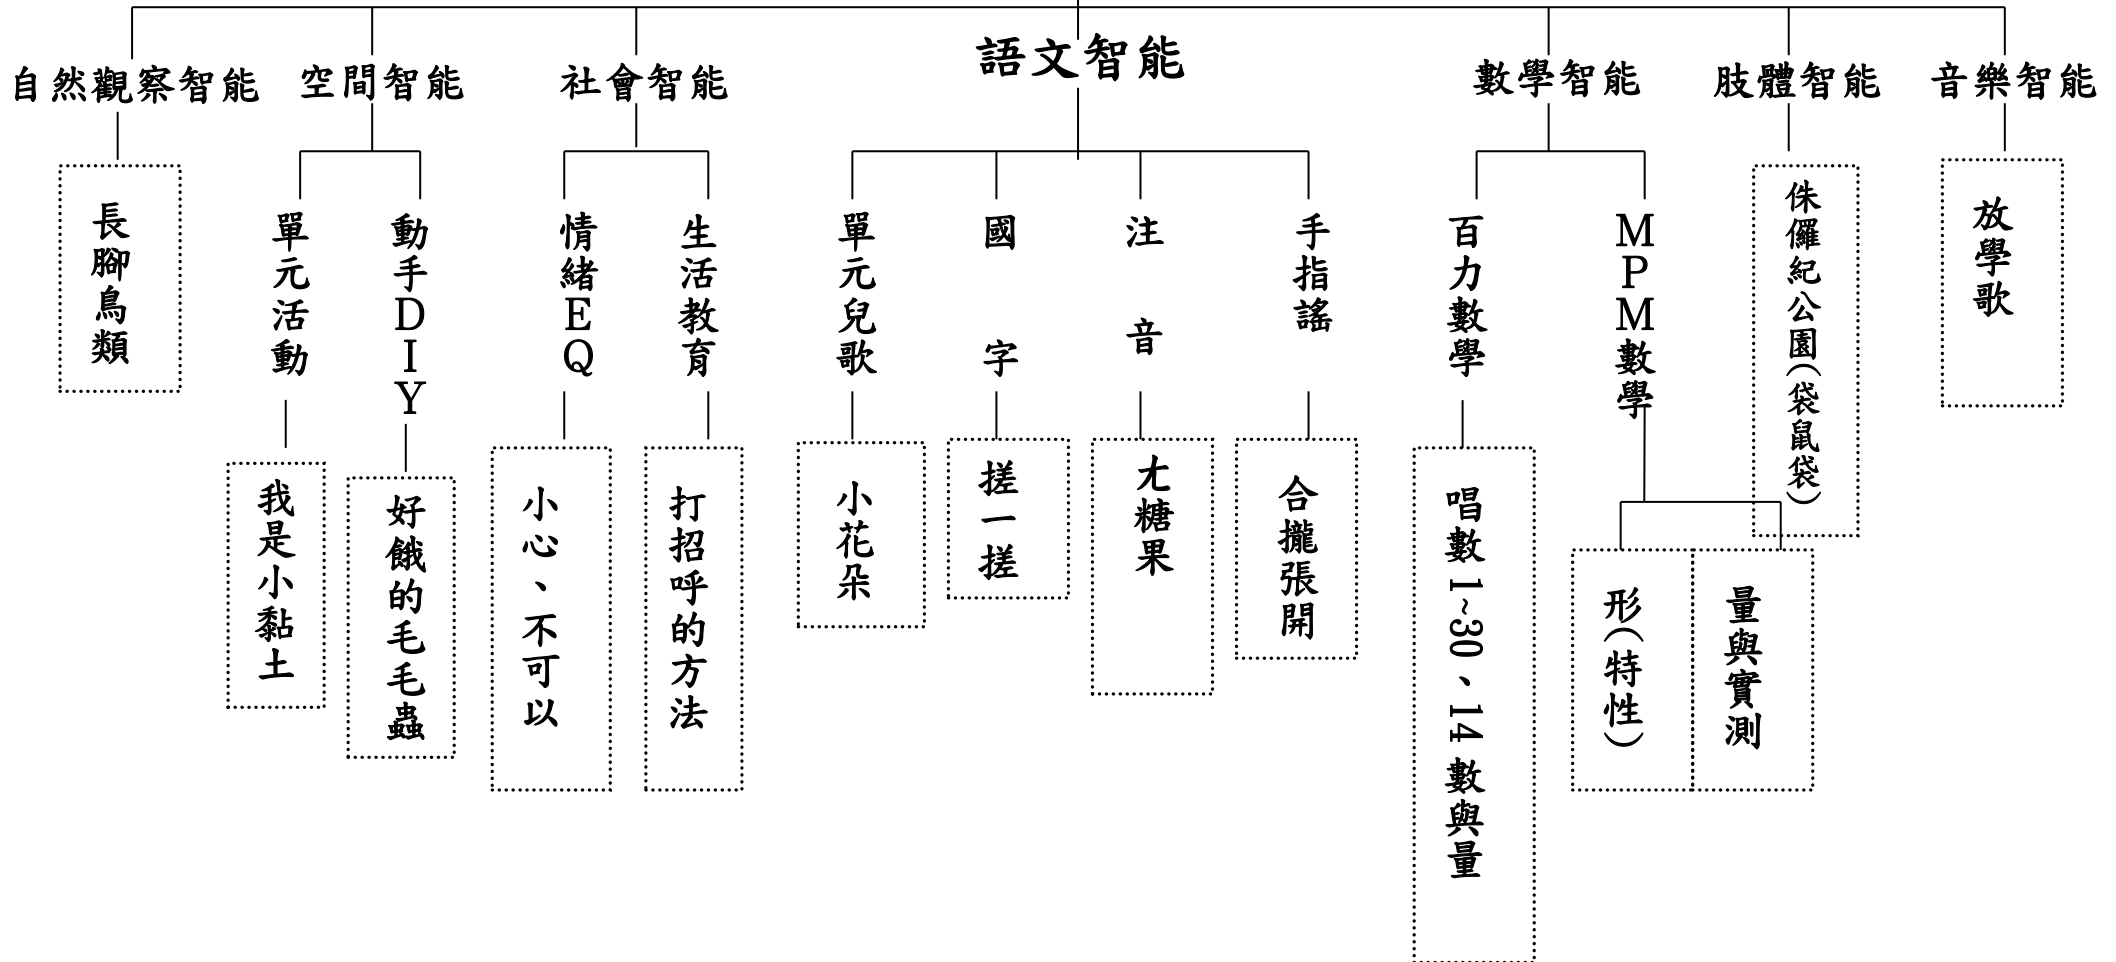 自然觀察智能
空間智能
社會智能
語文智能
數學智能
肢體智能
音樂智能
長腳鳥類
單元活動
動手DIY
情緒EQ
生活教育
單元兒歌
國字
注音
手指謠
百力數學
MPM數學
侏儸紀公園(袋鼠袋)
放學歌
我是小黏土
好餓的毛毛蟲
小心、不可以
打招呼的方法
小花朵
搓一搓
ㄤ糖果
合攏張開
唱數1~30、14數與量
形(特性)
量與實測